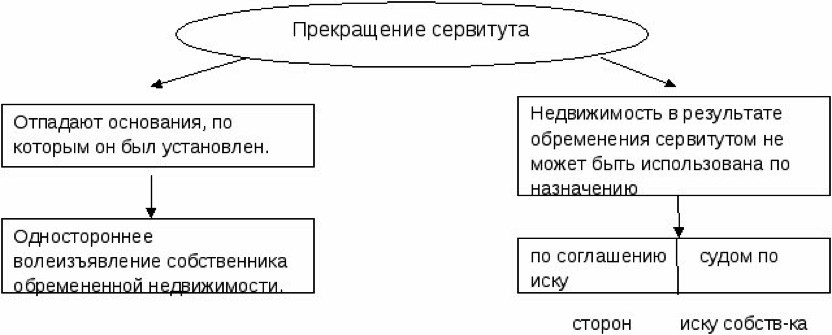 Прекращение сервитута
Отпадают основания, по
которым он был установлен.
Недвижимость в результате
обременения сервитутом не
может быть использована по
назначению
Одностороннее
волеизъявление собственника
обремененной недвижимости.
по соглашению судом по
иску
сторон иску собств-ка